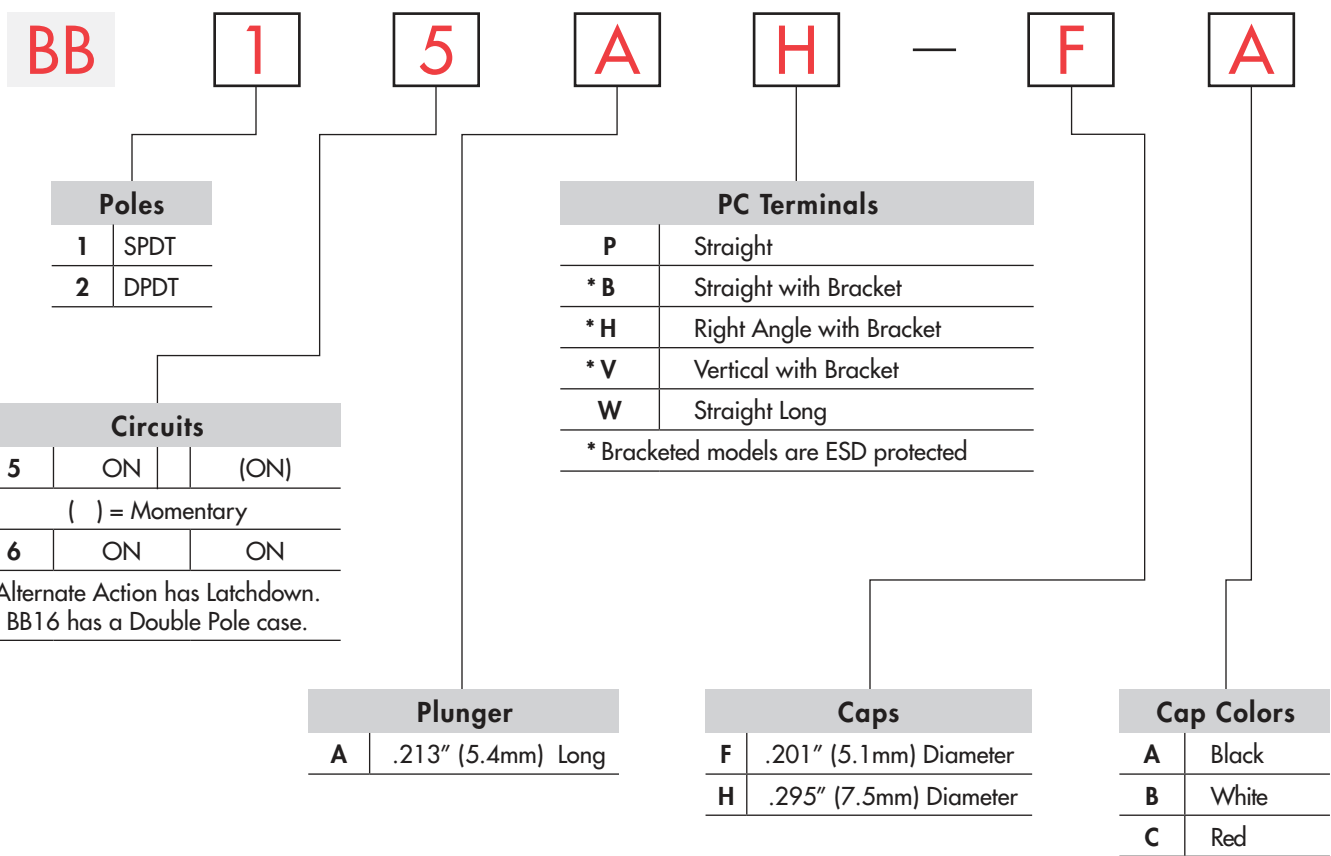 BB 1 5 A H — F A
Poles
1 SPDT
2 DPDT
PC Terminals
P Straight
* B Straight with Bracket
* H Right Angle with Bracket
* V Vertical with Bracket
W Straight Long
* Bracketed models are ESD protected
Circuits
5 ON (ON)
( ) = Momentary
6 ON ON
Alternate Action has Latchdown.
BB16 has a Double Pole case.
Plunger
A .213″ (5.4mm) Long
Caps
F .201″ (5.1mm) Diameter
H .295″ (7.5mm) Diameter
Cap Colors
A Black
B White
C Red